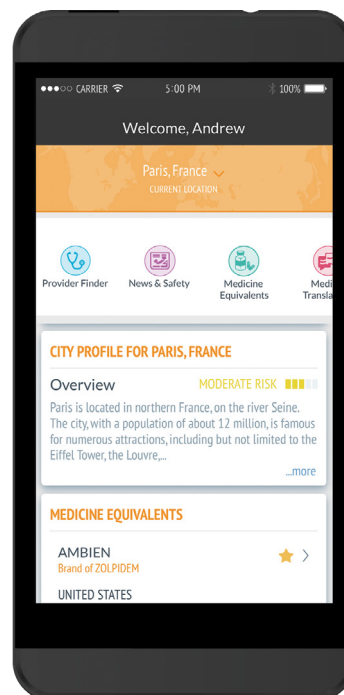 ●●●○○ CARRIER 5:00 PM 100%
Welcome, Andrew
Paris, France
CURRENT LOCATION
Provider Finder News & Safety Medicine Equivalents Medi
Transla
CITY PROFILE FOR PARIS, FRANCE
Overview MODERATE RISK
Paris is located in northern France, on the river Seine.
The city, with a population of about 12 million, is famous
for numerous attractions, including but not limited to the
Eiffel Tower, the Louvre,...
...more
MEDICINE EQUIVALENTS
AMBIEN
Brand of ZOLPIDEM
UNITED STATES